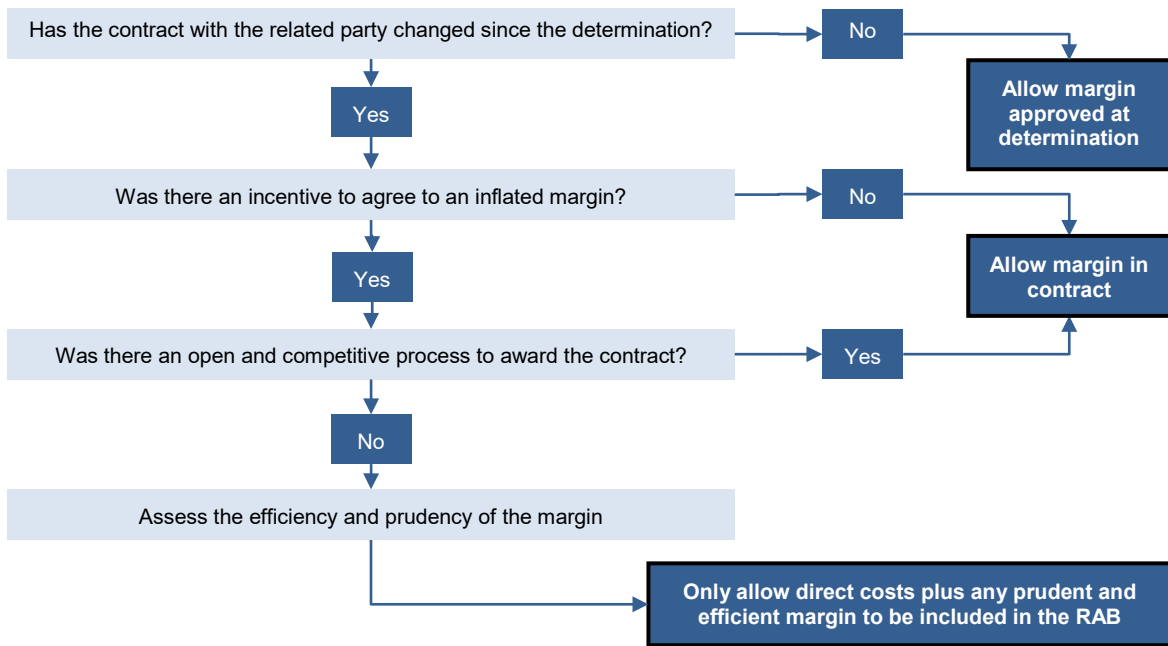 Has the contract with the related party changed since the determination?
No
Allow margin
approved at
determination
Yes
Was there an incentive to agree to an inflated margin?
No
Allow margin in
contract
Yes
Was there an open and competitive process to award the contract?
Yes
No
Assess the efficiency and prudency of the margin
Only allow direct costs plus any prudent and
efficient margin to be included in the RAB